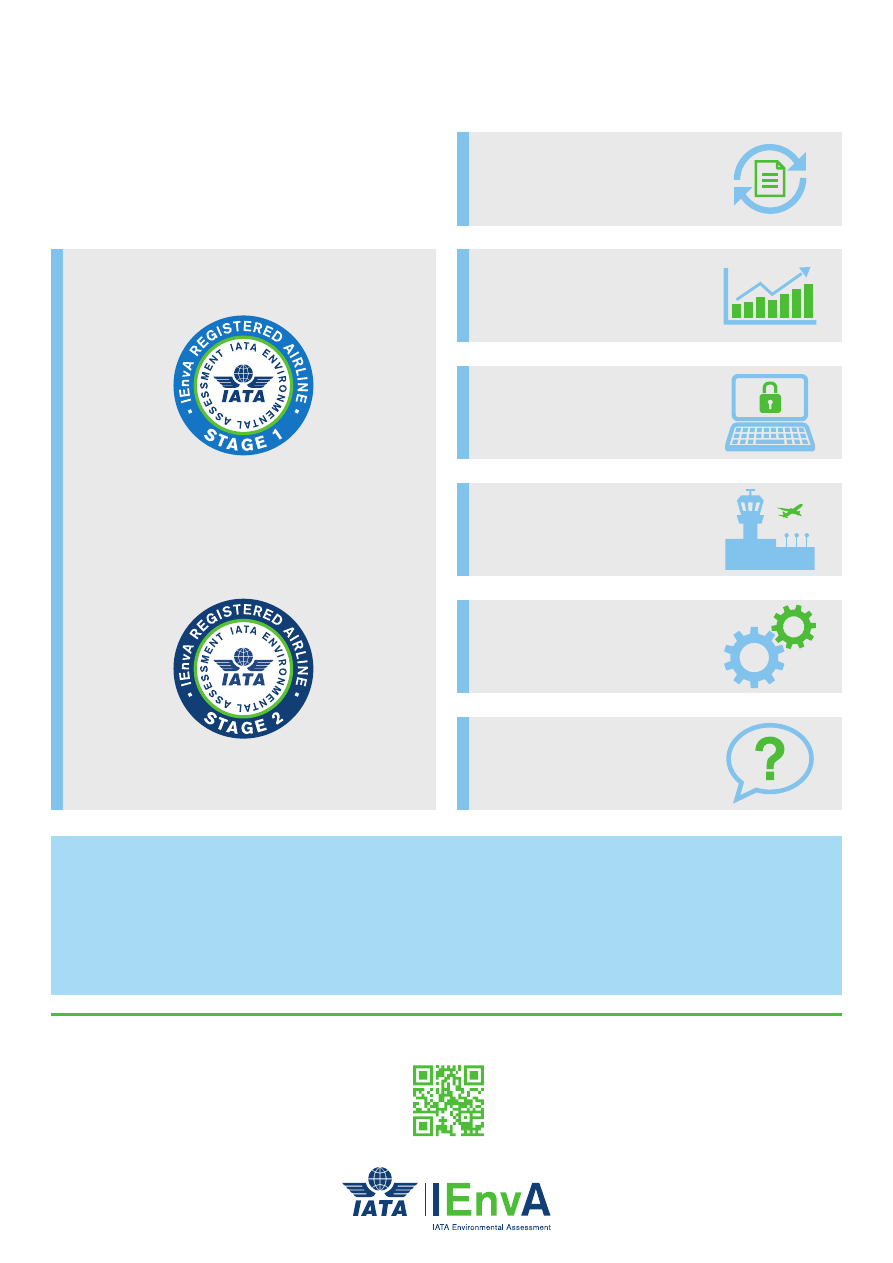 IEnvA REGISTERED AIRLINE
IATA ENVIRONMENTAL ASSESSMENT
IATA
STAGE 1
IEnvA REGISTERED AIRLINE
IATA ENVIRONMENTAL ASSESSMENT
IATA
STAGE 2
?
IATA
IEnvA
IATA Environmental Assessment